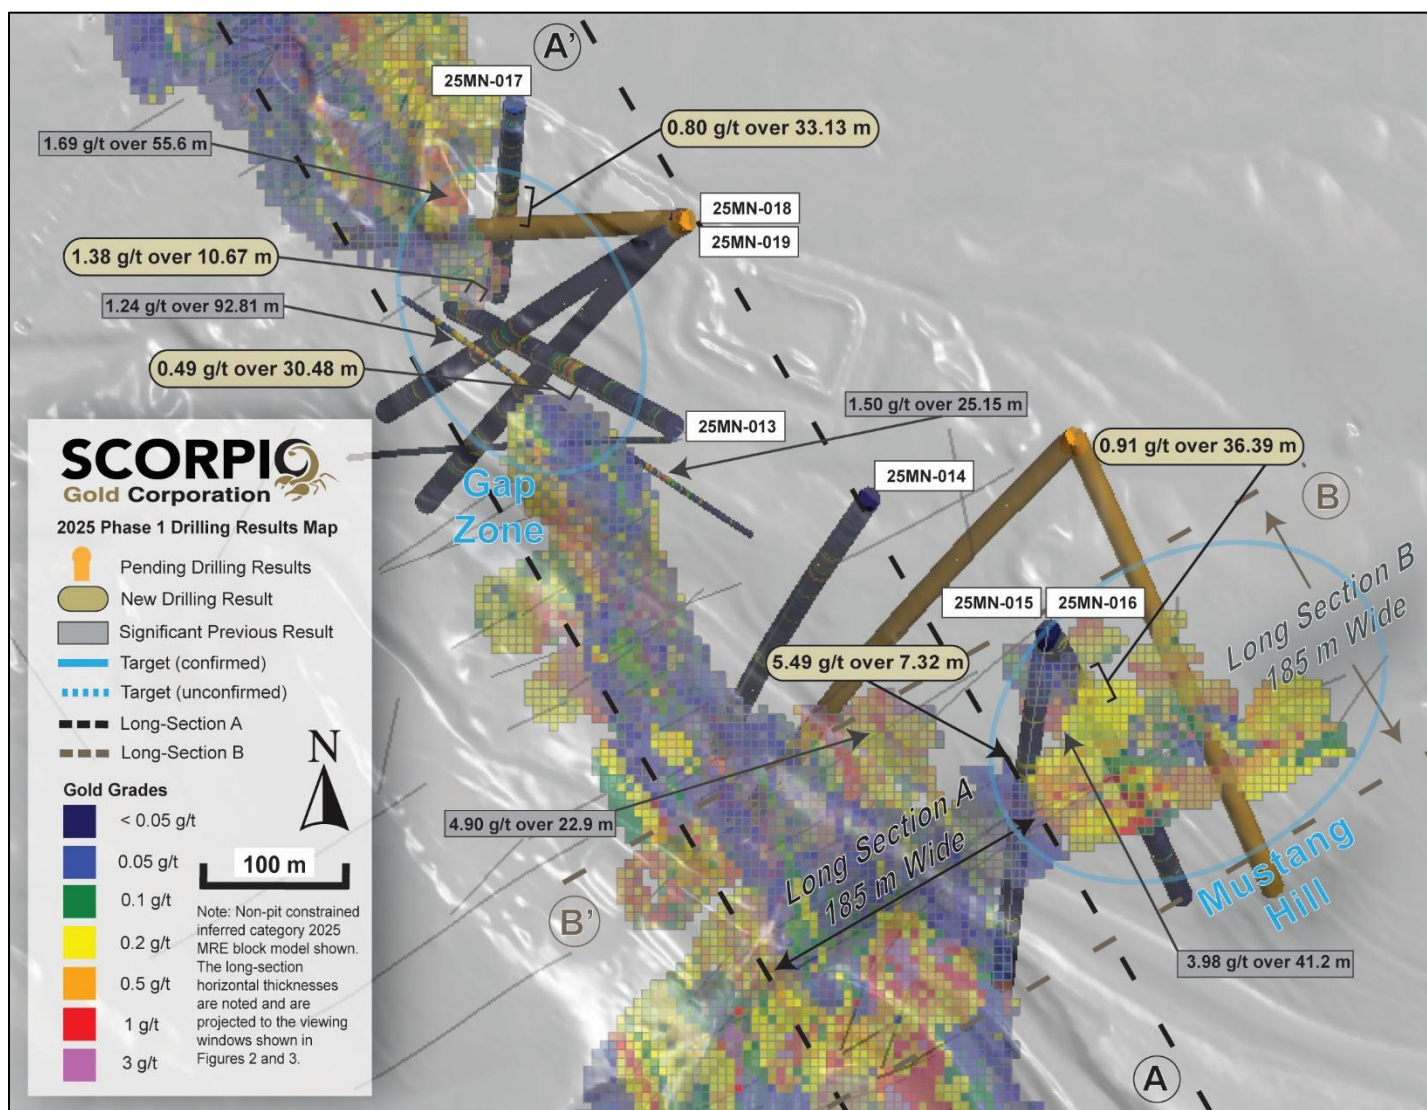 A'
25MN-017
0.80 g/t over 33.13 m
1.69 g/t over 55.6 m
25MN-018
25MN-019
1.38 g/t over 10.67 m
1.24 g/t over 92.81 m
0.49 g/t over 30.48 m
1.50 g/t over 25.15 m
25MN-013
0.91 g/t over 36.39 m
25MN-014
Gap
Zone
B
Long Section B
185 m Wide
25MN-015
25MN-016
5.49 g/t over 7.32 m
4.90 g/t over 22.9 m
Long Section A
185 m Wide
Mustang
Hill
B'
3.98 g/t over 41.2 m
A
SCORPIO
Gold Corporation
2025 Phase 1 Drilling Results Map
Pending Drilling Results
New Drilling Result
Significant Previous Result
Target (confirmed)
Target (unconfirmed)
Long-Section A
Long-Section B
N
Gold Grades
< 0.05 g/t
0.05 g/t
0.1 g/t
0.2 g/t
0.5 g/t
1 g/t
3 g/t
100 m
Note: Non-pit constrained
inferred category 2025
MRE block model shown.
The long-section
horizontal thicknesses
are noted and are
projected to the viewing
windows shown in
Figures 2 and 3.